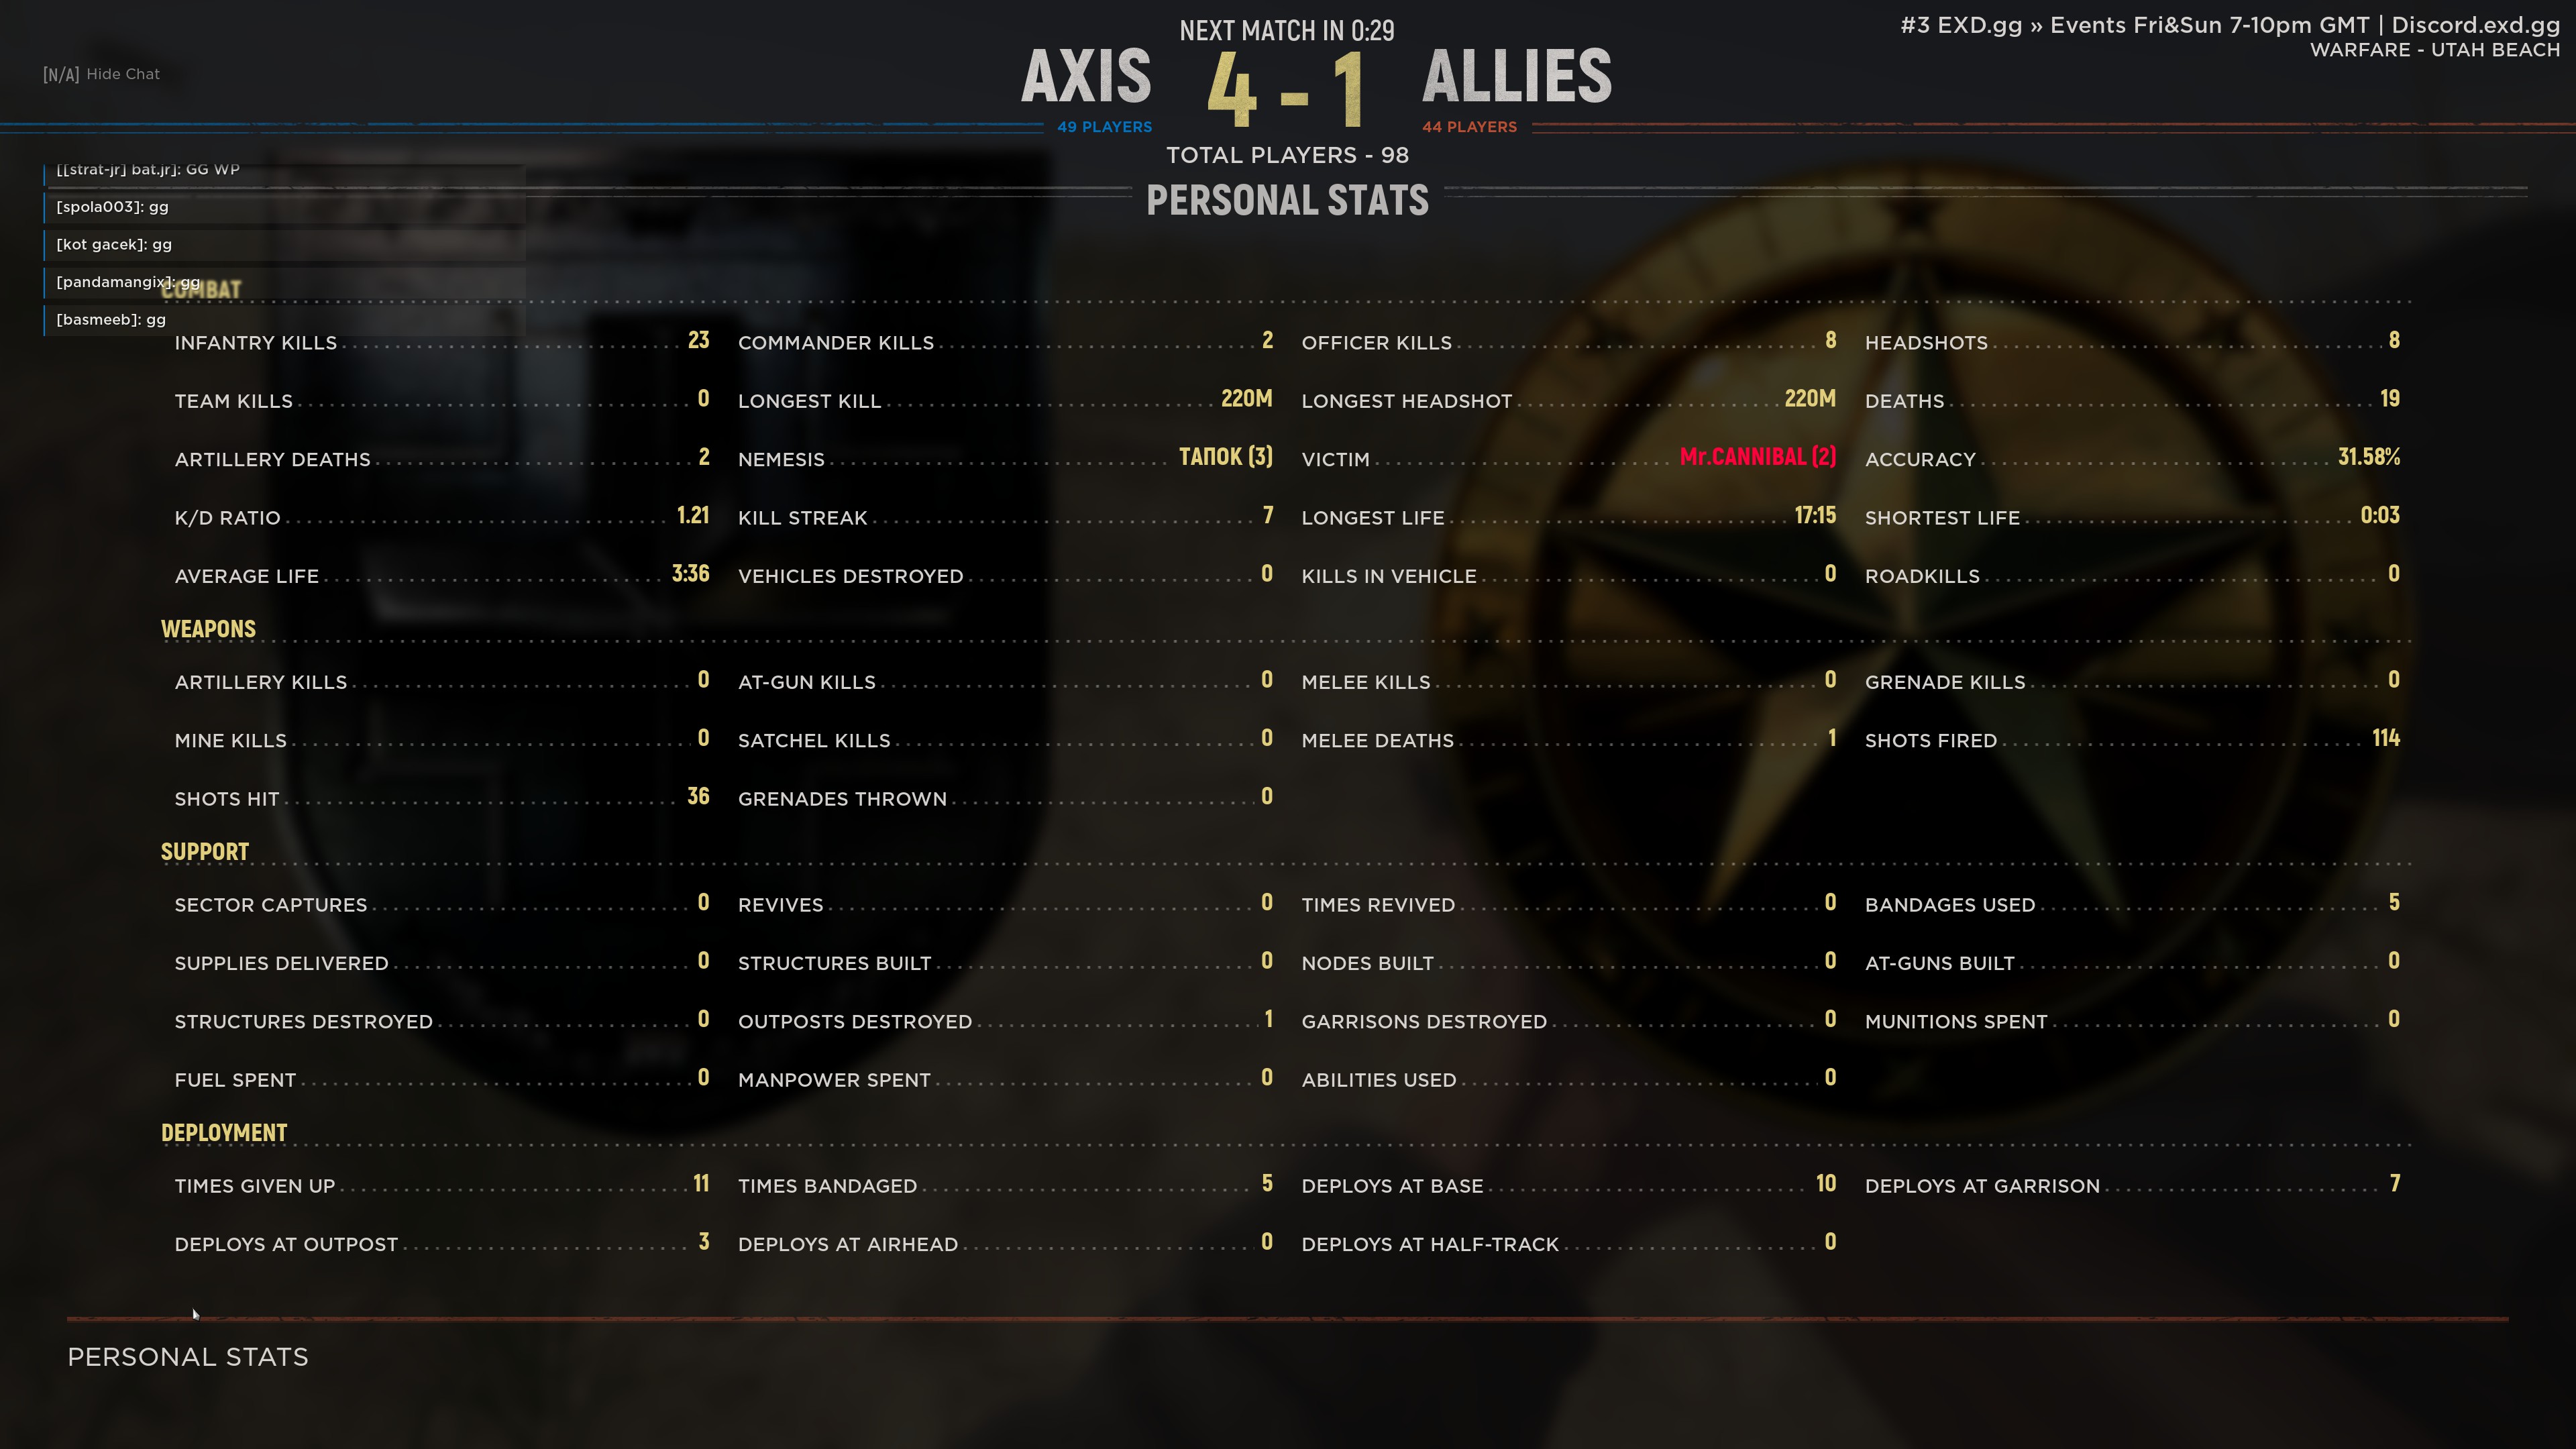 NEXT MATCH IN 0:29
#3 EXD.gg » Events Fri&Sun 7-10pm GMT | Discord.exd.gg
WARFARE - UTAH BEACH
[N/A] Hide Chat
AXIS 4 - 1 ALLIES
49 PLAYERS 44 PLAYERS
TOTAL PLAYERS - 98
PERSONAL STATS
[[strat-jr] bat.jr]: GG WP
[spola003]: gg
[kot gacek]: gg
[pandamangix]: gg
[basmeeb]: gg
COMBAT
INFANTRY KILLS 23 COMMANDER KILLS 2 OFFICER KILLS 8 HEADSHOTS 8
TEAM KILLS 0 LONGEST KILL 220M LONGEST HEADSHOT 220M DEATHS 19
ARTILLERY DEATHS 2 NEMESIS ТАПОК (3) VICTIM Mr.CANNIBAL (2) ACCURACY 31.58%
K/D RATIO 1.21 KILL STREAK 7 LONGEST LIFE 17:15 SHORTEST LIFE 0:03
AVERAGE LIFE 3:36 VEHICLES DESTROYED 0 KILLS IN VEHICLE 0 ROADKILLS 0
WEAPONS
ARTILLERY KILLS 0 AT-GUN KILLS 0 MELEE KILLS 0 GRENADE KILLS 0
MINE KILLS 0 SATCHEL KILLS 0 MELEE DEATHS 1 SHOTS FIRED 114
SHOTS HIT 36 GRENADES THROWN 0
SUPPORT
SECTOR CAPTURES 0 REVIVES 0 TIMES REVIVED 0 BANDAGES USED 5
SUPPLIES DELIVERED 0 STRUCTURES BUILT 0 NODES BUILT 0 AT-GUNS BUILT 0
STRUCTURES DESTROYED 0 OUTPOSTS DESTROYED 1 GARRISONS DESTROYED 0 MUNITIONS SPENT 0
FUEL SPENT 0 MANPOWER SPENT 0 ABILITIES USED 0
DEPLOYMENT
TIMES GIVEN UP 11 TIMES BANDAGED 5 DEPLOYS AT BASE 10 DEPLOYS AT GARRISON 7
DEPLOYS AT OUTPOST 3 DEPLOYS AT AIRHEAD 0 DEPLOYS AT HALF-TRACK 0
PERSONAL STATS